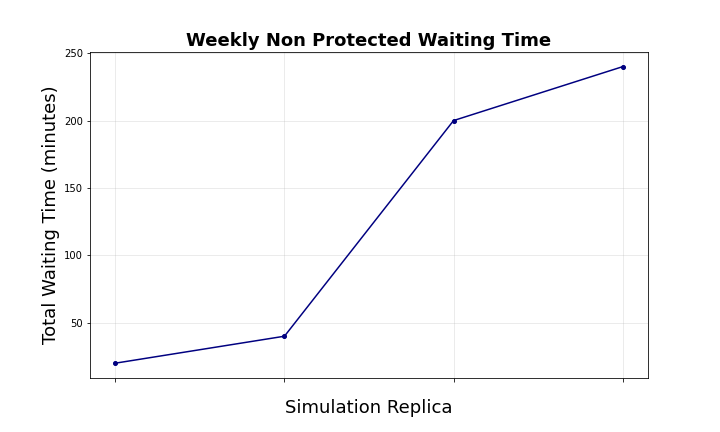 Weekly Non Protected Waiting Time
250
200
150
100
50
Total Waiting Time (minutes)
Simulation Replica